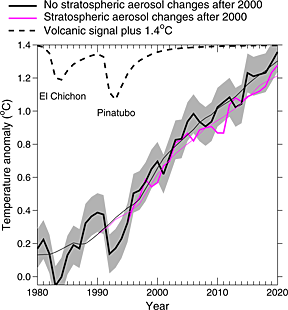 No stratospheric aerosol changes after 2000
Stratospheric aerosol changes after 2000
Volcanic signal plus 1.4°C
1.4
1.2
1.0
0.8
0.6
0.4
0.2
0.0
El Chichon
Pinatubo
Temperature anomaly (°C)
1980
1990
2000
2010
2020
Year